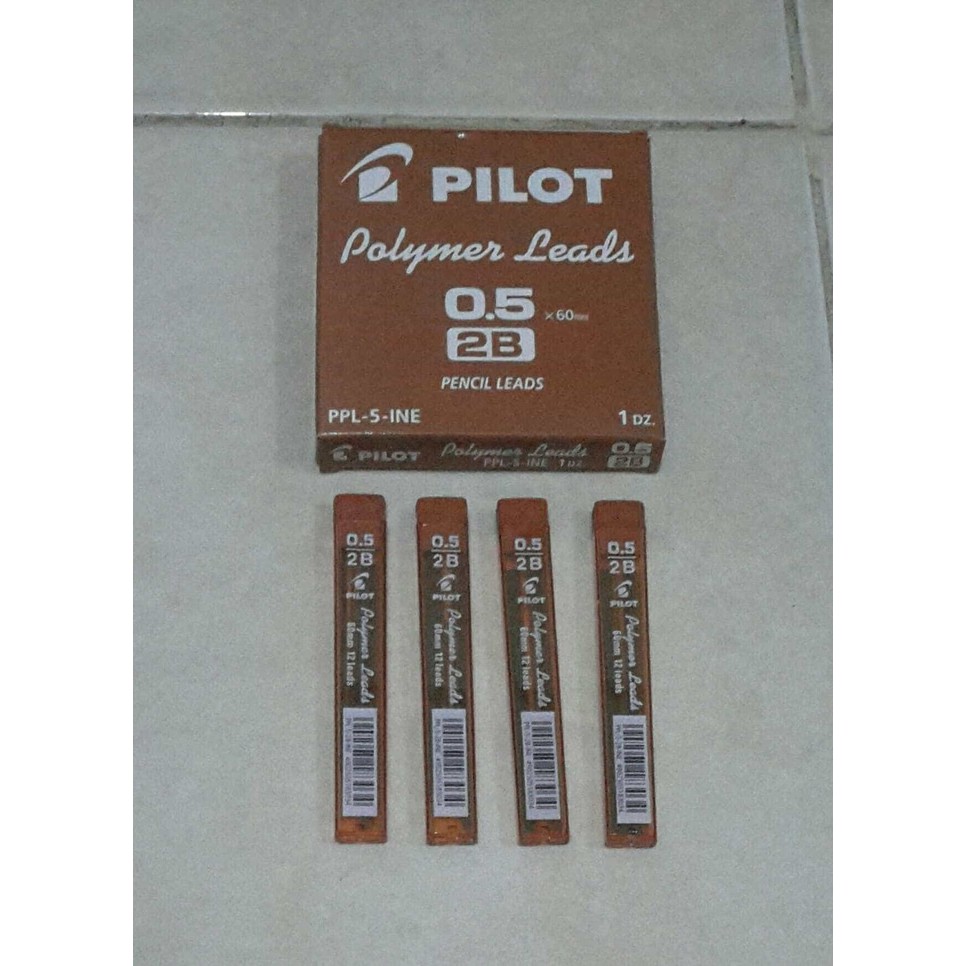 PILOT
Polymer Leads
0.5 ×60mm
2B
PENCIL LEADS
PPL-5-INE 1 DZ.
PILOT Polymer Leads 0.5
PPL-5-INE 1 DZ. 2B
0.5
2B
PILOT
Polymer Leads
60mm 12 leads
0.5
2B
PILOT
Polymer Leads
60mm 12 leads
0.5
2B
PILOT
Polymer Leads
60mm 12 leads
0.5
2B
PILOT
Polymer Leads
60mm 12 leads